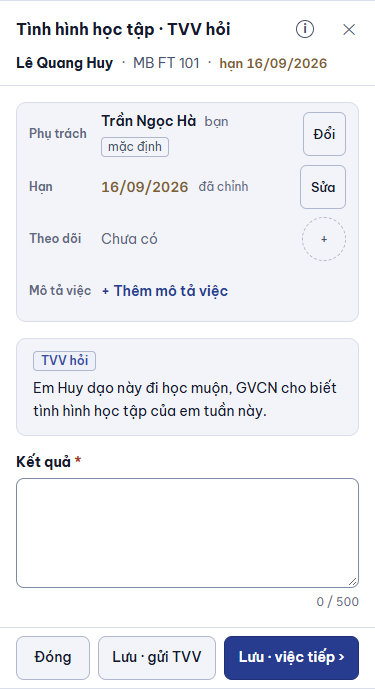 Tình hình học tập · TVV hỏi
Lê Quang Huy · MB FT 101 · hạn 16/09/2026
Phụ trách Trần Ngọc Hà bạn
mặc định
Đổi
Hạn 16/09/2026 đã chỉnh Sửa
Theo dõi Chưa có +
Mô tả việc + Thêm mô tả việc
TVV hỏi
Em Huy dạo này đi học muộn, GVCN cho biết
tình hình học tập của em tuần này.
Kết quả *
0 / 500
Đóng Lưu · gửi TVV Lưu · việc tiếp ›